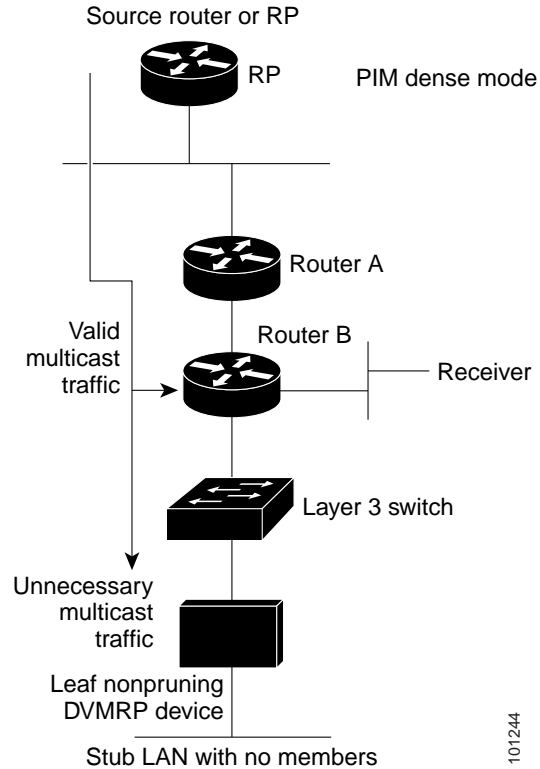 Source router or RP
RP
PIM dense mode
Router A
Router B
Valid
multicast
traffic
Receiver
Layer 3 switch
Unnecessary
multicast
traffic
Leaf nonpruning
DVMRP device
Stub LAN with no members
101244